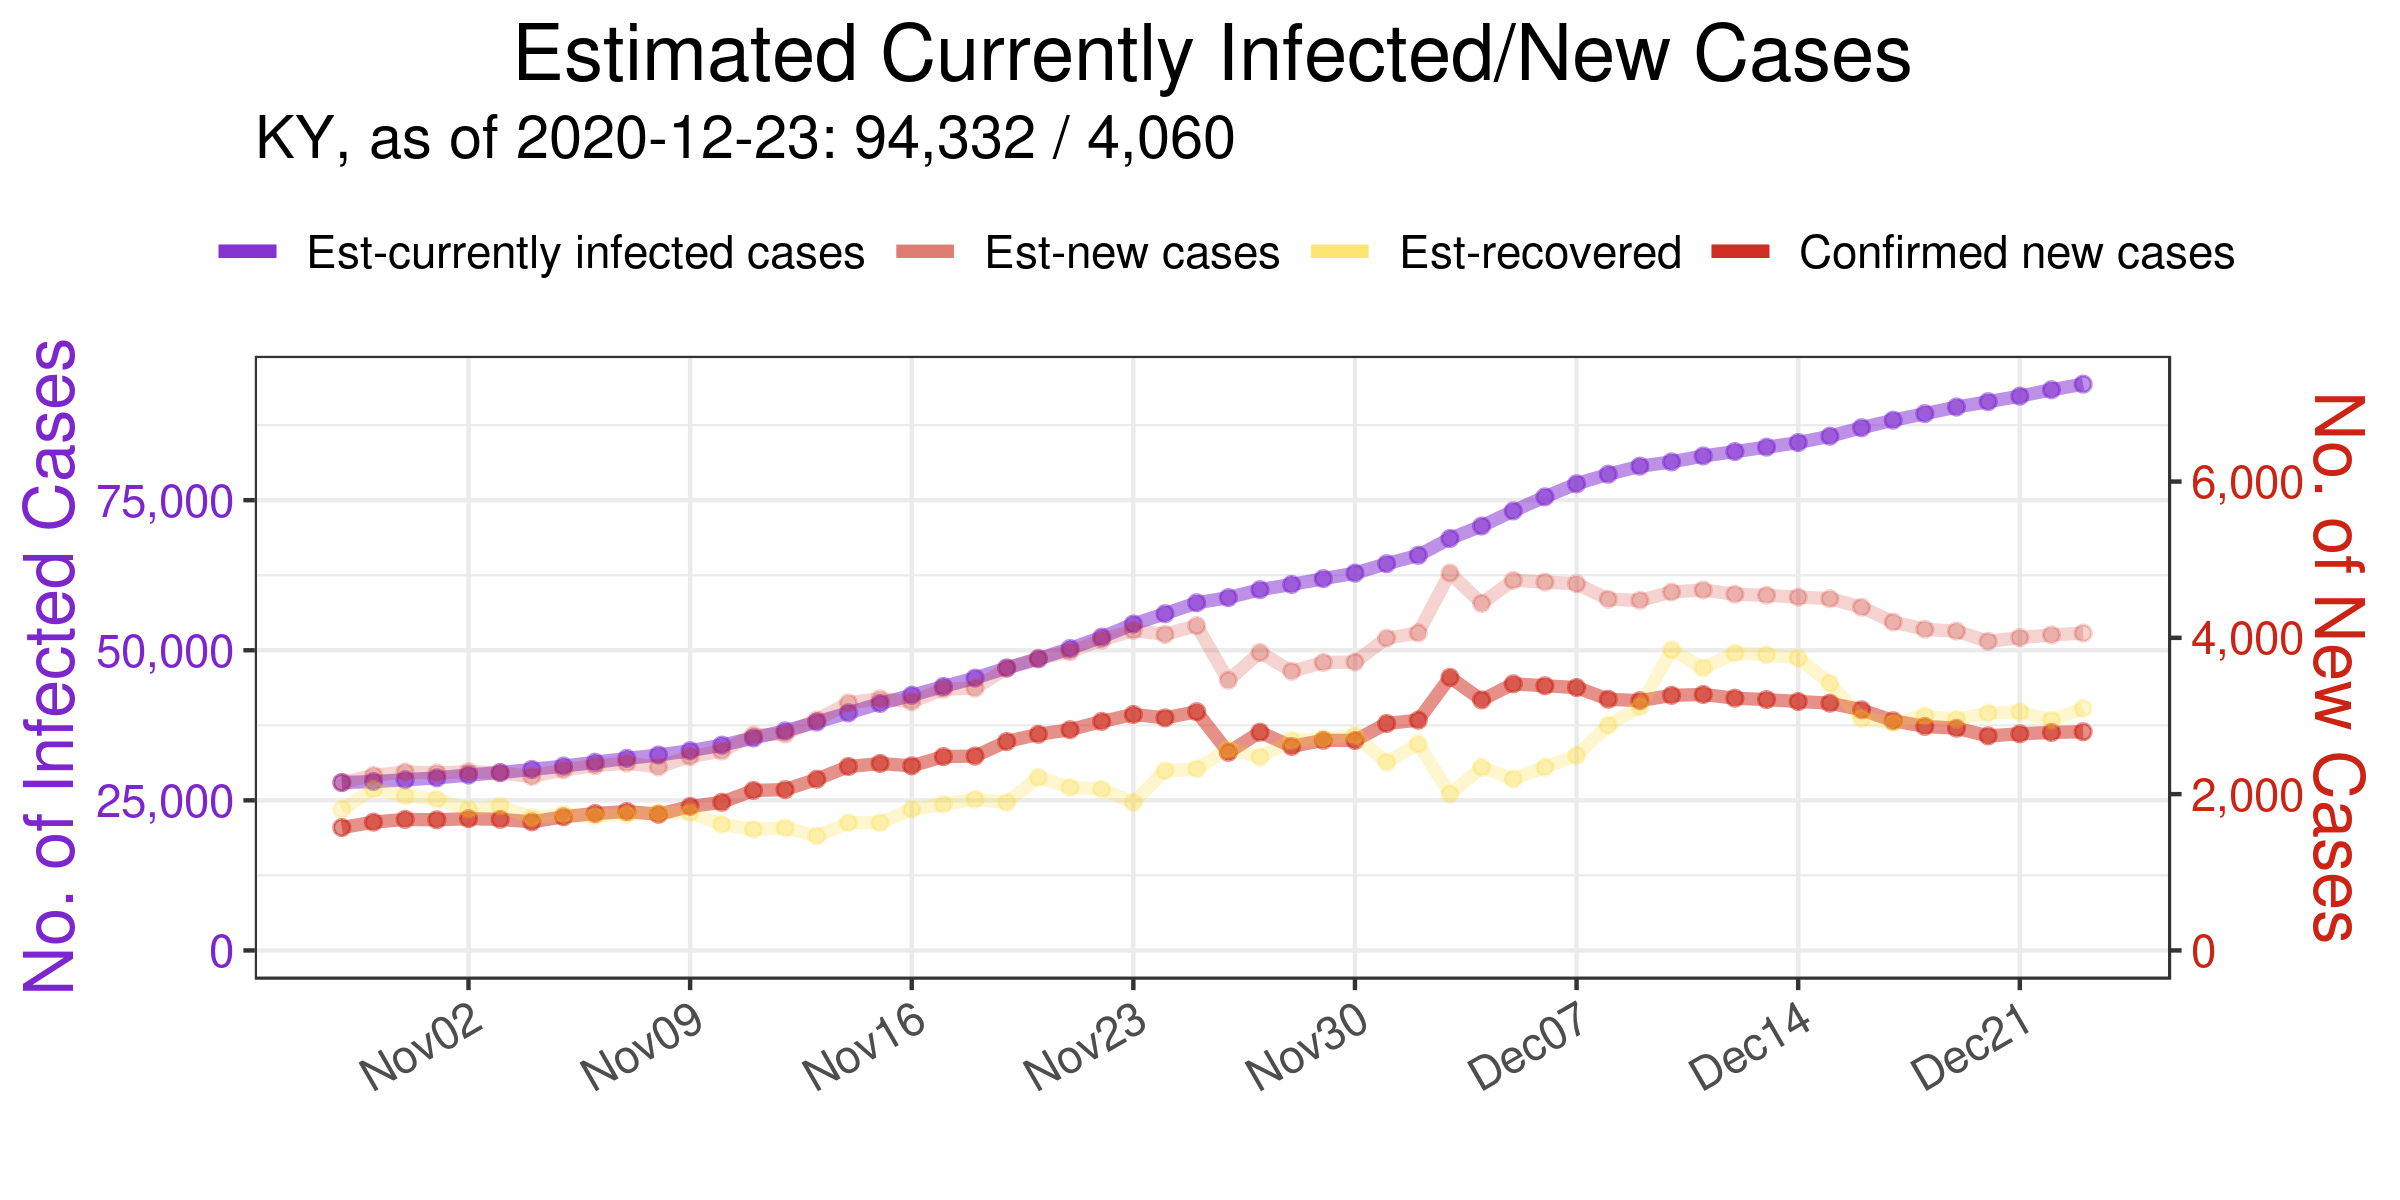 Estimated Currently Infected/New Cases
KY, as of 2020-12-23: 94,332 / 4,060
Est-currently infected cases Est-new cases Est-recovered Confirmed new cases
No. of Infected Cases
75,000
50,000
25,000
0
6,000
4,000
2,000
0
No. of New Cases
Nov02 Nov09 Nov16 Nov23 Nov30 Dec07 Dec14 Dec21